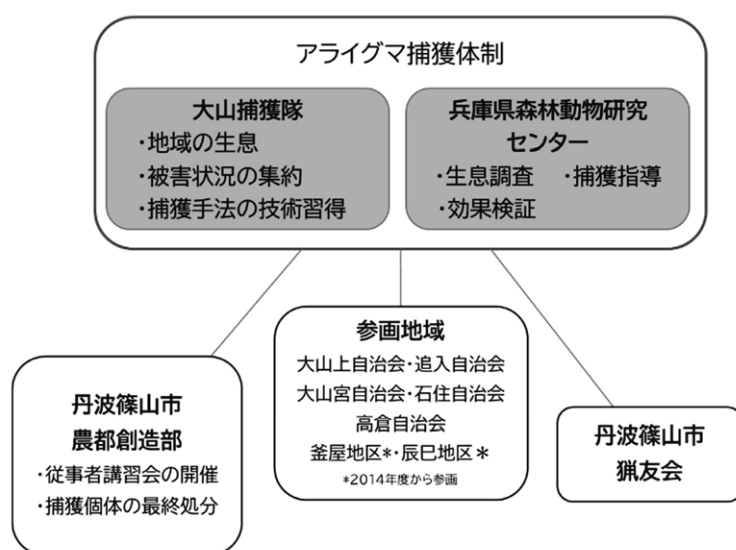 アライグマ捕獲体制
大山捕獲隊
・地域の生息
・被害状況の集約
・捕獲手法の技術習得
兵庫県森林動物研究
センター
・生息調査　・捕獲指導
・効果検証
丹波篠山市
農都創造部
・従事者講習会の開催
・捕獲個体の最終処分
参画地域
大山上自治会・追入自治会
大山宮自治会・石住自治会
高倉自治会
釜屋地区*・辰巳地区＊
*2014年度から参画
丹波篠山市
猟友会